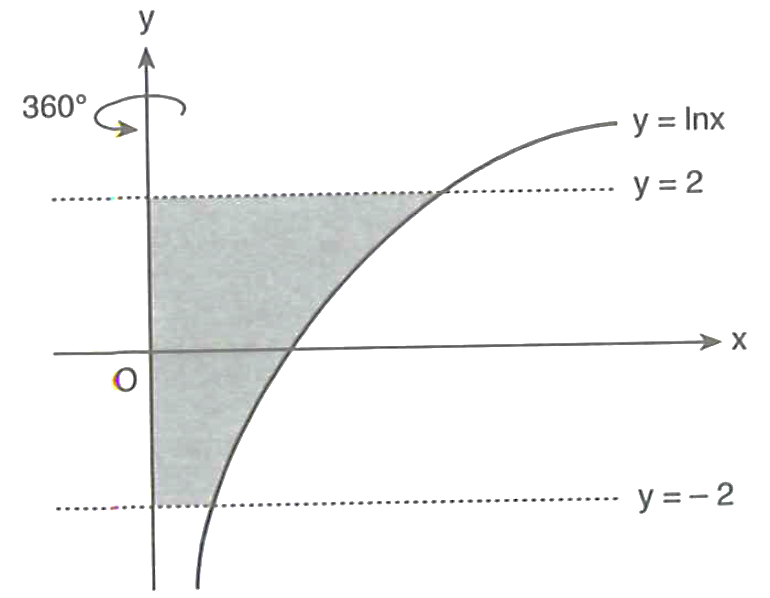 y
360°
y = lnx
y = 2
x
O
y = – 2